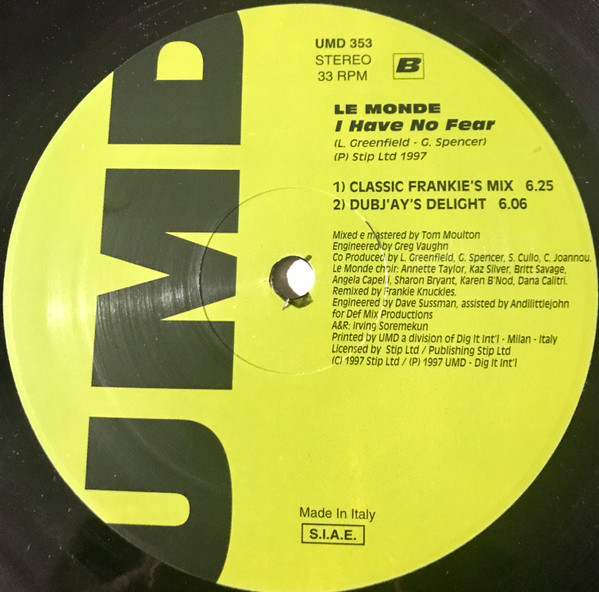 UMD
UMD 353
STEREO
33 RPM
B
LE MONDE
I Have No Fear
(L. Greenfield - G. Spencer)
(P) Stip Ltd 1997
1) CLASSIC FRANKIE'S MIX 6.25
2) DUBJ'AY'S DELIGHT 6.06
Mixed e mastered by Tom Moulton
Engineered by Greg Vaughn
Co Produced by L. Greenfield, G. Spencer, S. Cullo, C. Joannou.
Le Monde choir: Annette Taylor, Kaz Silver, Britt Savage,
Angela Capelli, Sharon Bryant, Karen B'Nod, Dana Calitri.
Remixed by Frankie Knuckles.
Engineered by Dave Sussman, assisted by Andilittlejohn
for Def Mix Productions
A&R: Irving Soremekun
Printed by UMD a division of Dig It Int'l - Milan - Italy
Licensed by Stip Ltd / Publishing Stip Ltd
(C) 1997 Stip Ltd / (P) 1997 UMD - Dig It Int'l
Made In Italy
S.I.A.E.